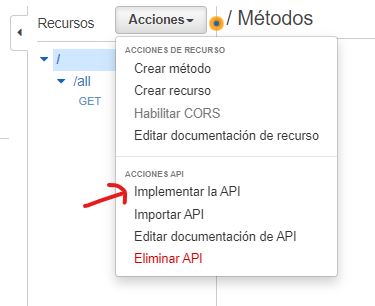 Recursos
Acciones
/ Métodos
/
/all
GET
ACCIONES DE RECURSO
Crear método
Crear recurso
Habilitar CORS
Editar documentación de recurso
ACCIONES API
Implementar la API
Importar API
Editar documentación de API
Eliminar API